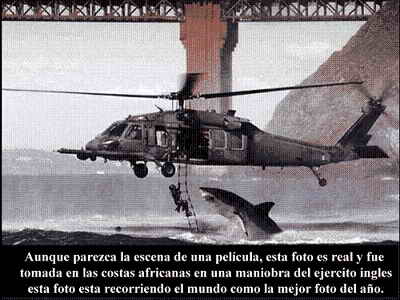 Aunque parezca la escena de una película, esta foto es real y fue
tomada en las costas africanas en una maniobra del ejercito ingles
esta foto esta recorriendo el mundo como la mejor foto del año.